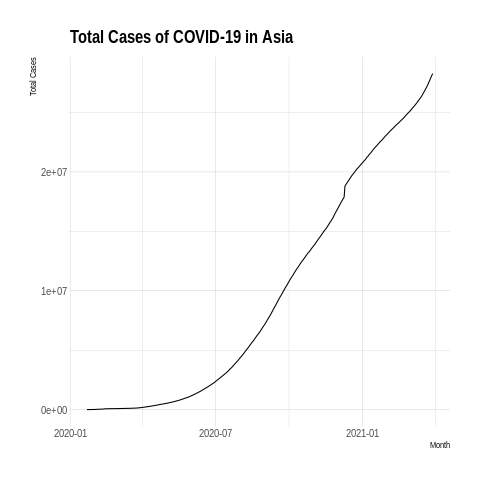 Total Cases of COVID-19 in Asia
Total Cases
2e+07
1e+07
0e+00
2020-01 2020-07 2021-01
Month